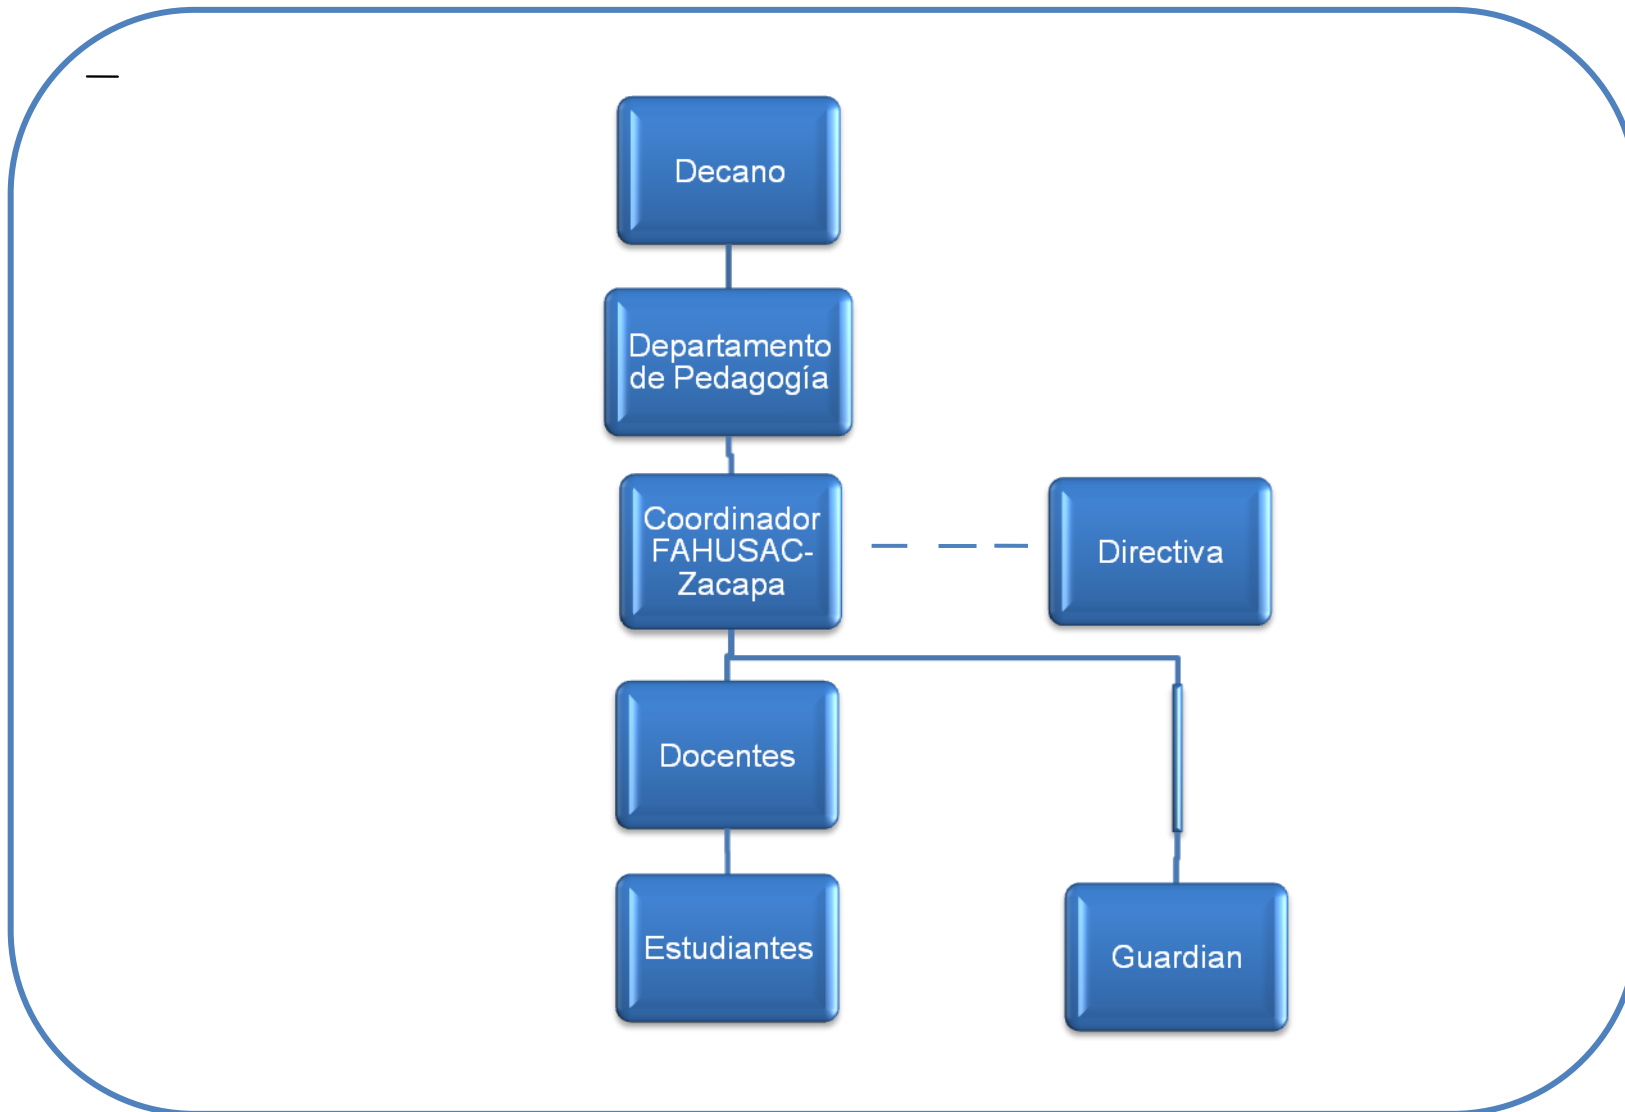 Decano
Departamento
de Pedagogía
Coordinador
FAHUSAC-
Zacapa
Directiva
Docentes
Estudiantes
Guardian